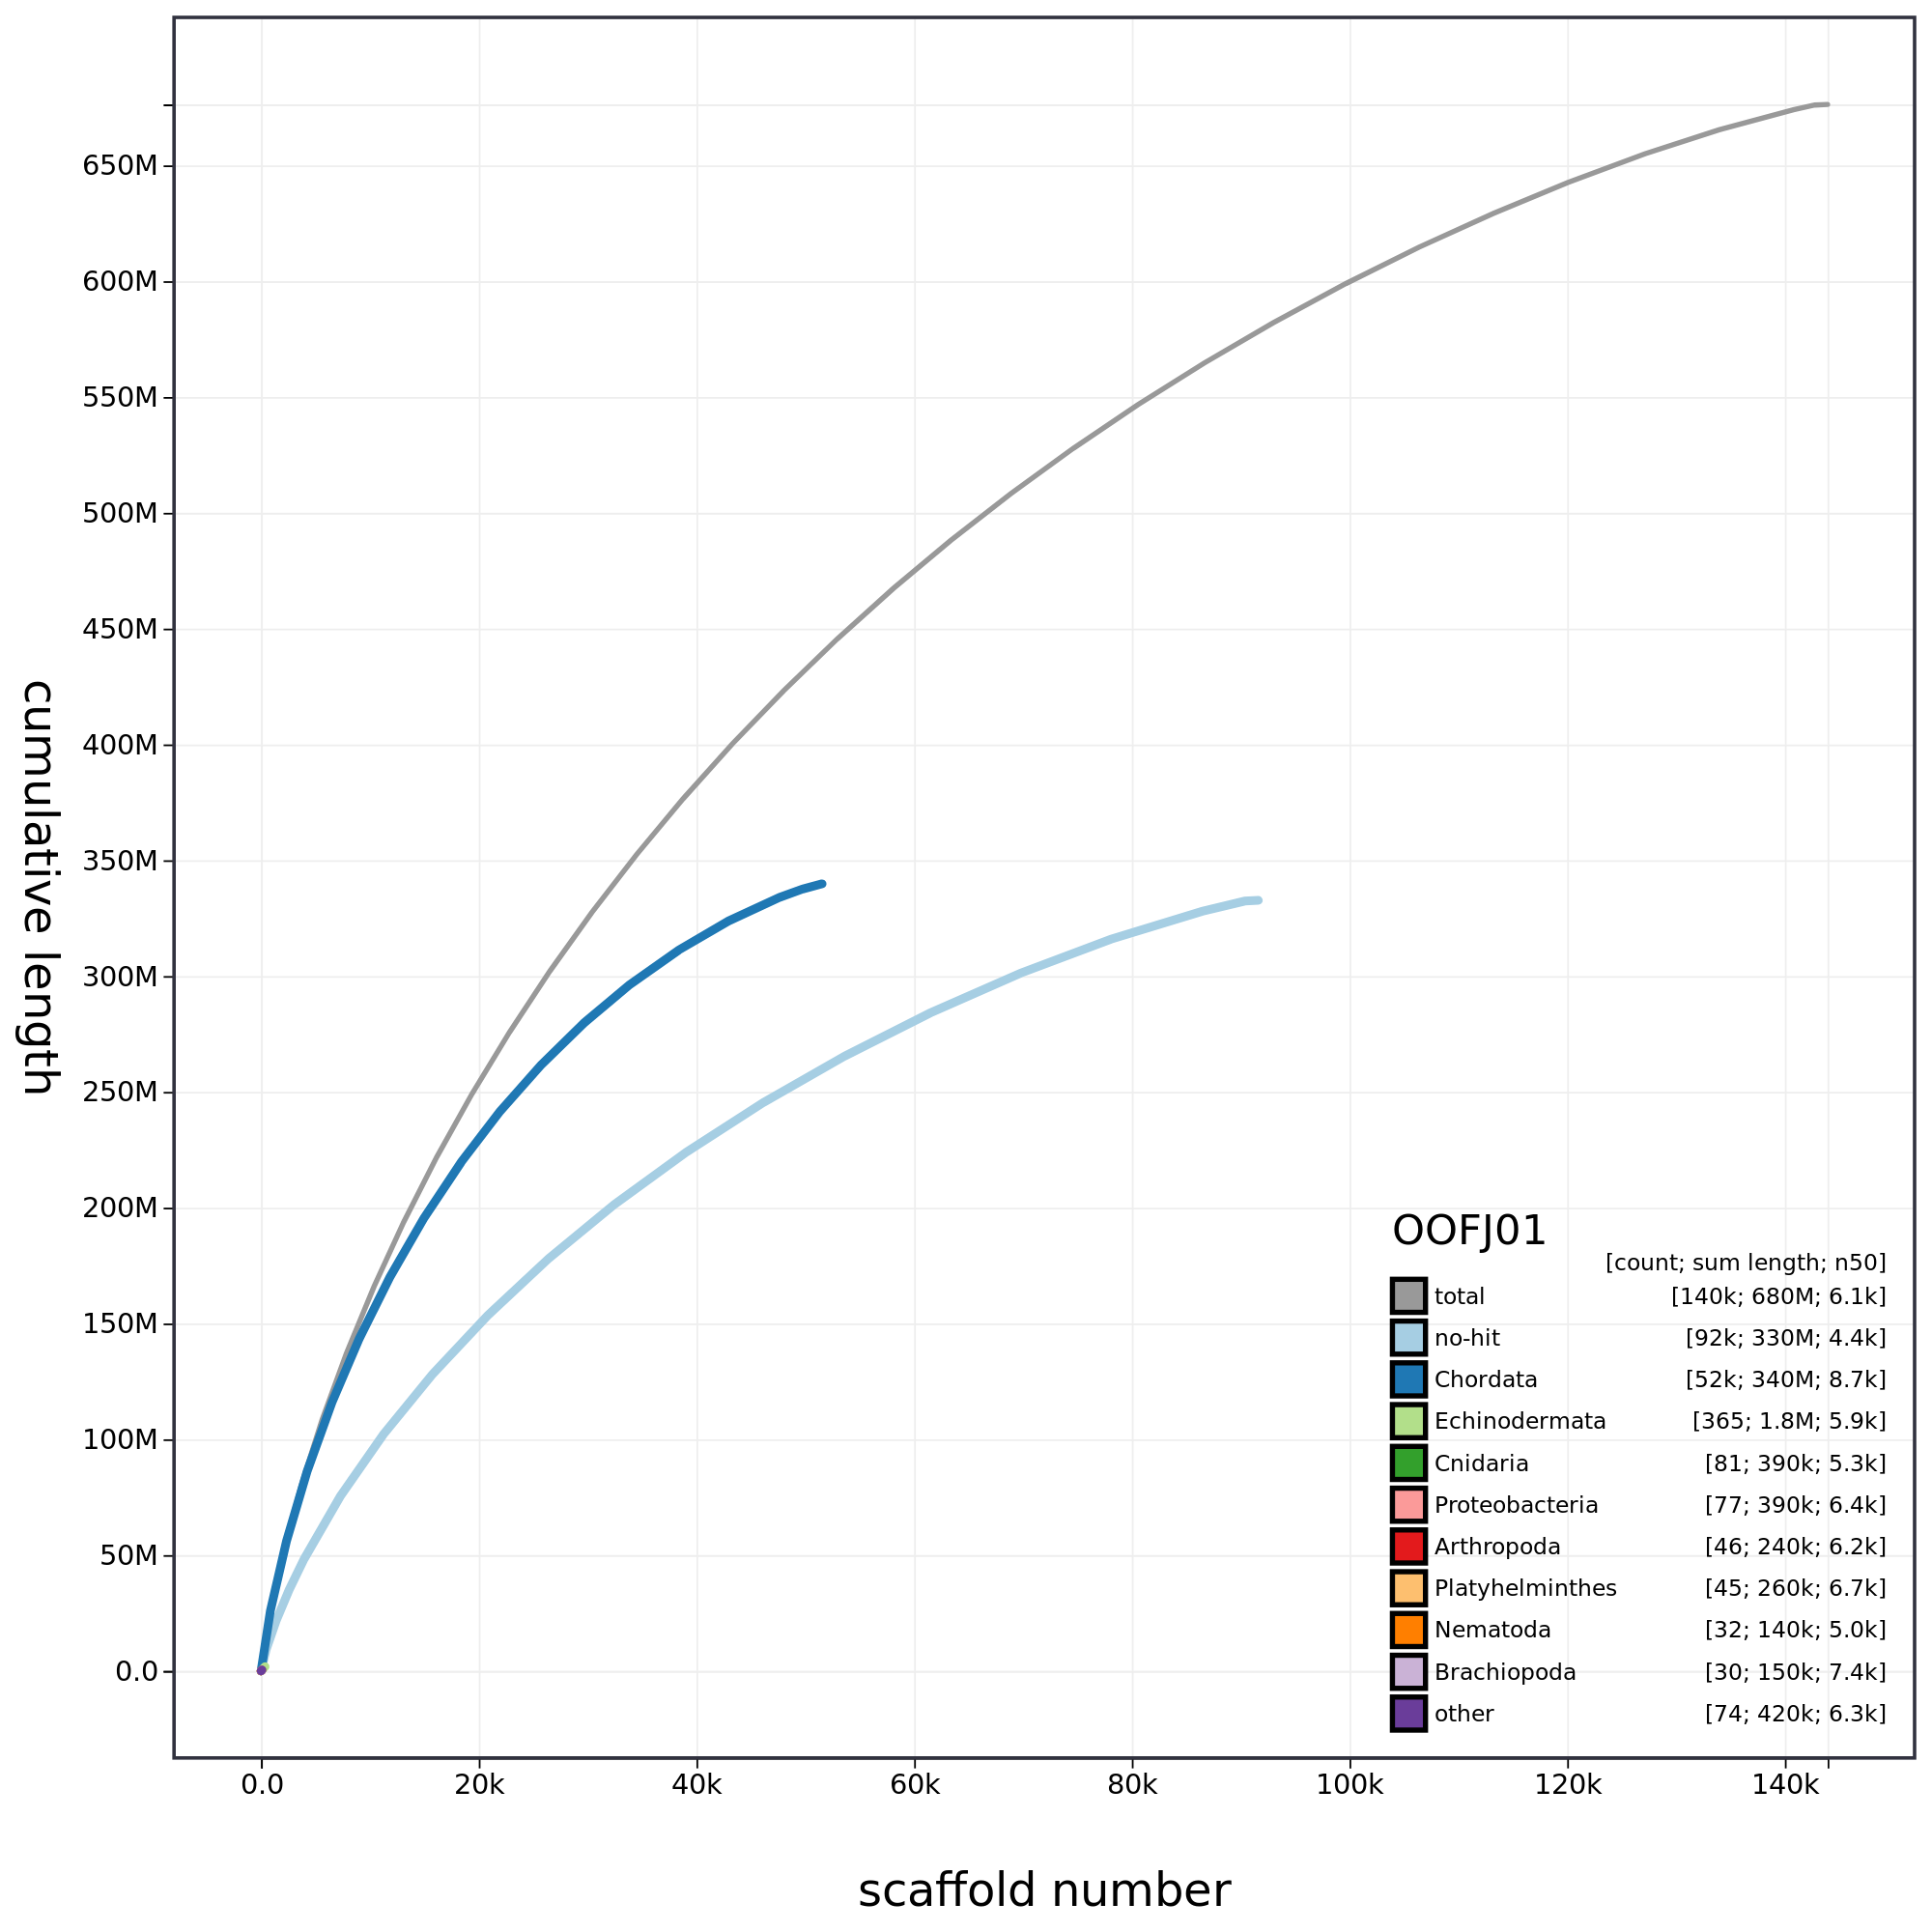 cumulative length
650M
600M
550M
500M
450M
400M
350M
300M
250M
200M
150M
100M
50M
0.0
OOFJ01
[count; sum length; n50]
total [140k; 680M; 6.1k]
no-hit [92k; 330M; 4.4k]
Chordata [52k; 340M; 8.7k]
Echinodermata [365; 1.8M; 5.9k]
Cnidaria [81; 390k; 5.3k]
Proteobacteria [77; 390k; 6.4k]
Arthropoda [46; 240k; 6.2k]
Platyhelminthes [45; 260k; 6.7k]
Nematoda [32; 140k; 5.0k]
Brachiopoda [30; 150k; 7.4k]
other [74; 420k; 6.3k]
0.0 20k 40k 60k 80k 100k 120k 140k
scaffold number